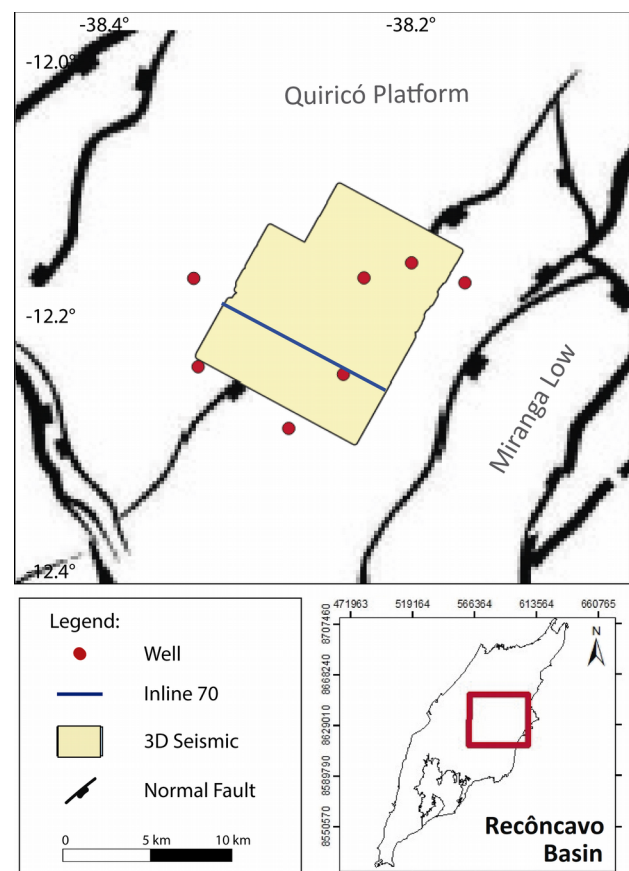 -38.4° -38.2°
-12.0°
Quiricó Platform
-12.2°
Miranga Low
-12.4°
Legend:
Well
Inline 70
3D Seismic
Normal Fault
0 5 km 10 km
471963 519164 566364 613564 660765
8707460
8668240
8629010
8589790
8550570
N
Recôncavo
Basin